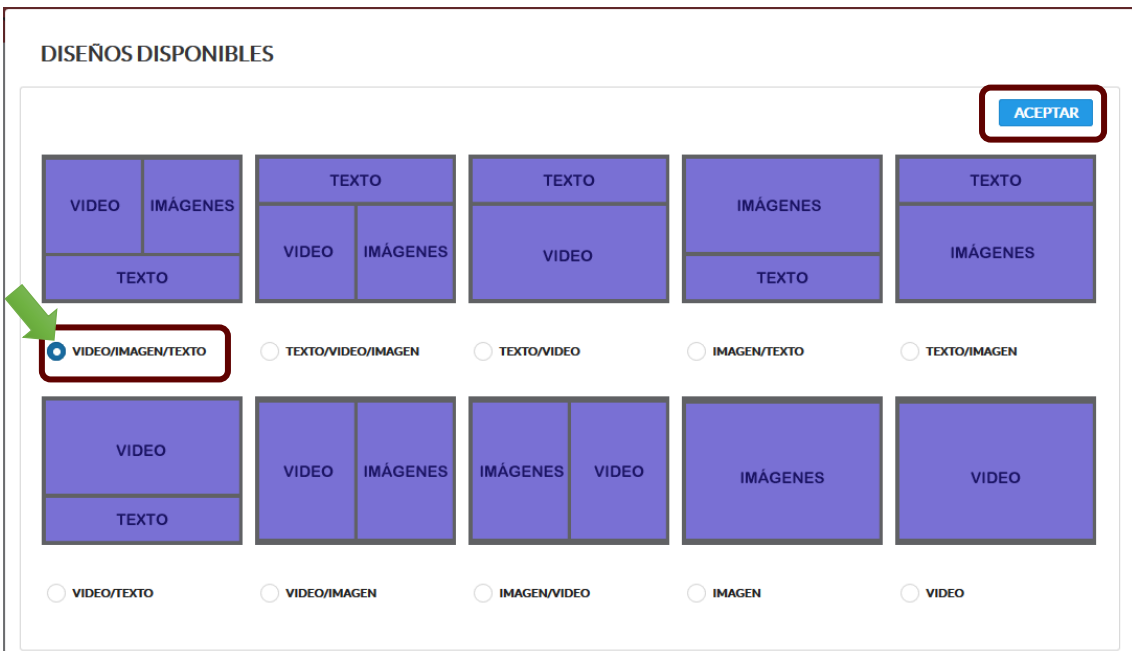 DISEÑOS DISPONIBLES
ACEPTAR
VIDEO IMÁGENES
TEXTO
TEXTO
VIDEO IMÁGENES
TEXTO
VIDEO
IMÁGENES
TEXTO
TEXTO
IMÁGENES
VIDEO/IMAGEN/TEXTO
TEXTO/VIDEO/IMAGEN
TEXTO/VIDEO
IMAGEN/TEXTO
TEXTO/IMAGEN
VIDEO
TEXTO
VIDEO IMÁGENES
IMÁGENES VIDEO
IMÁGENES
VIDEO
VIDEO/TEXTO
VIDEO/IMAGEN
IMAGEN/VIDEO
IMAGEN
VIDEO